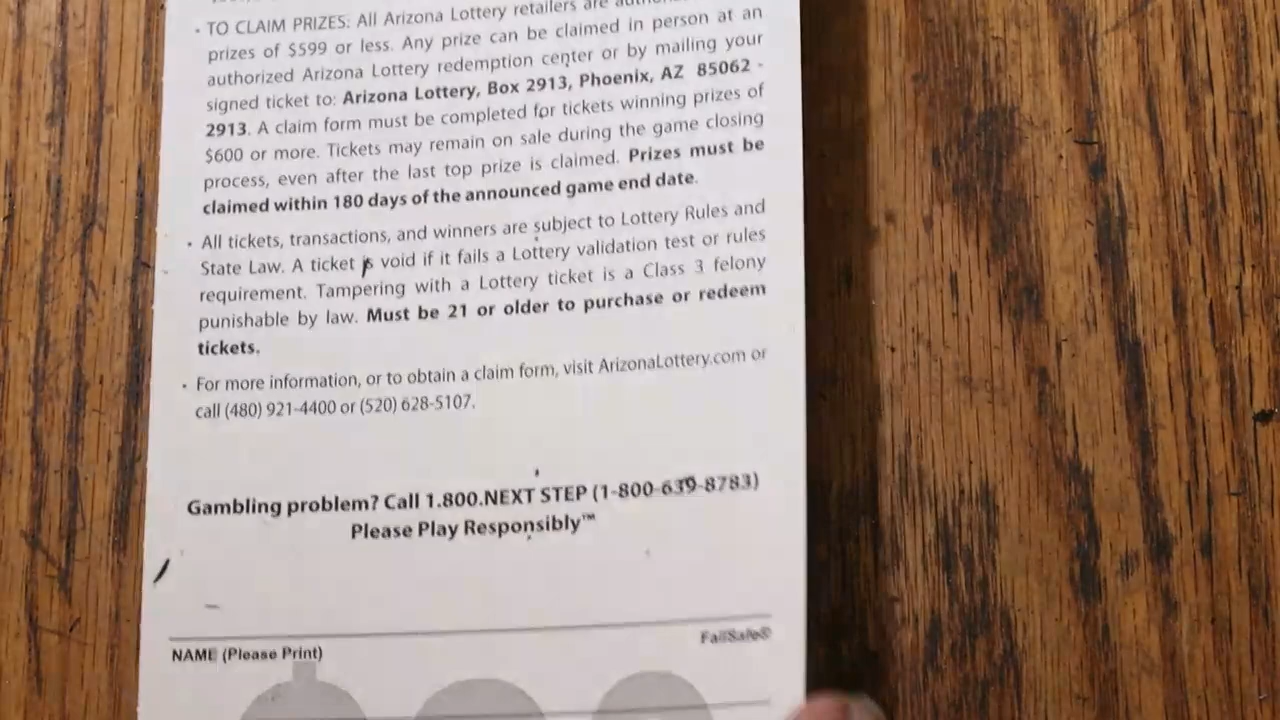 • TO CLAIM PRIZES: All Arizona Lottery retailers are
prizes of $599 or less. Any prize can be claimed in person at an
authorized Arizona Lottery redemption center or by mailing your
signed ticket to: Arizona Lottery, Box 2913, Phoenix, AZ 85062 -
2913. A claim form must be completed for tickets winning prizes of
$600 or more. Tickets may remain on sale during the game closing
process, even after the last top prize is claimed. Prizes must be
claimed within 180 days of the announced game end date.
• All tickets, transactions, and winners are subject to Lottery Rules and
State Law. A ticket is void if it fails a Lottery validation test or rules
requirement. Tampering with a Lottery ticket is a Class 3 felony
punishable by law. Must be 21 or older to purchase or redeem
tickets.
• For more information, or to obtain a claim form, visit ArizonaLottery.com or
call (480) 921-4400 or (520) 628-5107.
Gambling problem? Call 1.800.NEXT STEP (1-800-639-8783)
Please Play Responsibly™
FailSafe®
NAME (Please Print)